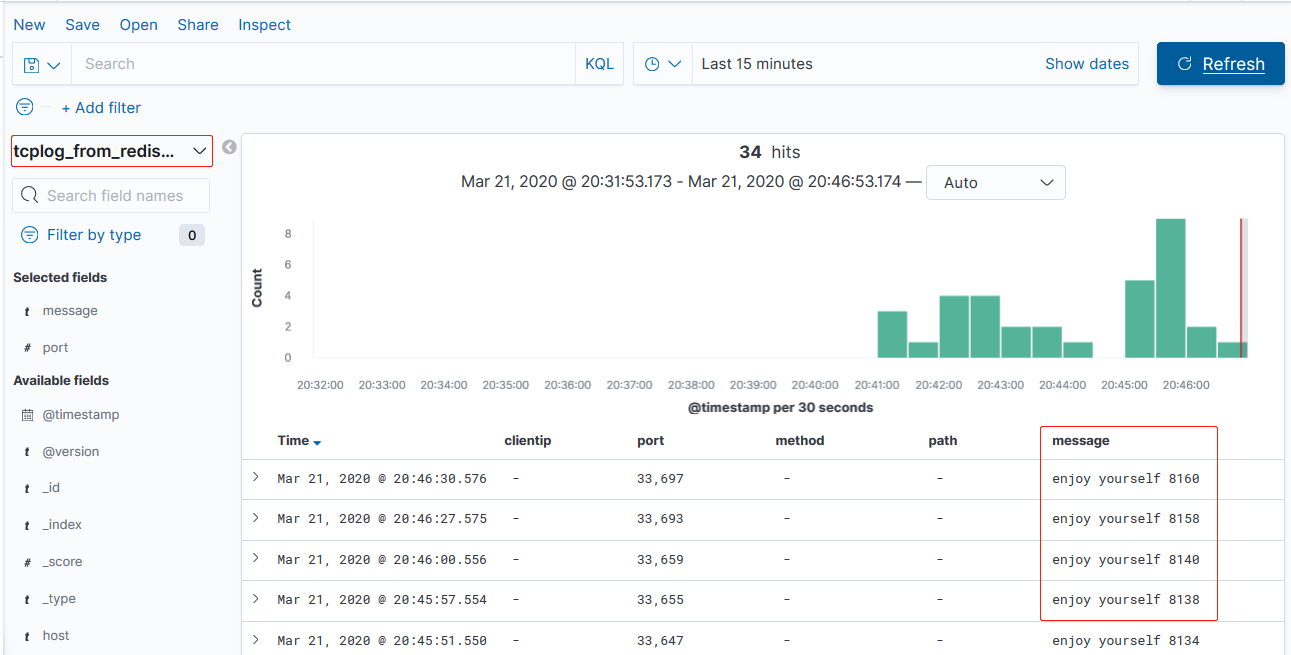 New Save Open Share Inspect
Search KQL Last 15 minutes Show dates Refresh
+ Add filter
tcplog_from_redis...
34 hits
Search field names
Mar 21, 2020 @ 20:31:53.173 - Mar 21, 2020 @ 20:46:53.174 — Auto
Filter by type 0
Selected fields
t message
# port
Available fields
@timestamp
t @version
t _id
t _index
# _score
t _type
t host
Count
8
6
4
2
0
20:32:00 20:33:00 20:34:00 20:35:00 20:36:00 20:37:00 20:38:00 20:39:00 20:40:00 20:41:00 20:42:00 20:43:00 20:44:00 20:45:00 20:46:00
@timestamp per 30 seconds
Time clientip port method path message
Mar 21, 2020 @ 20:46:30.576 - 33,697 - - enjoy yourself 8160
Mar 21, 2020 @ 20:46:27.575 - 33,693 - - enjoy yourself 8158
Mar 21, 2020 @ 20:46:00.556 - 33,659 - - enjoy yourself 8140
Mar 21, 2020 @ 20:45:57.554 - 33,655 - - enjoy yourself 8138
Mar 21, 2020 @ 20:45:51.550 - 33,647 - - enjoy yourself 8134